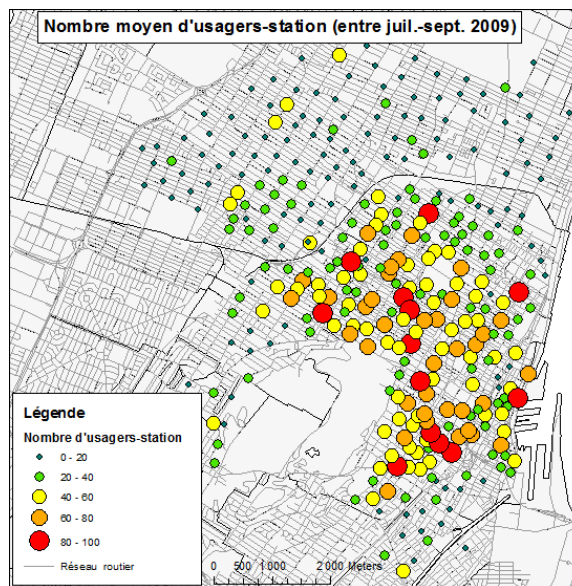 Nombre moyen d'usagers-station (entre juil.-sept. 2009)
Légende
Nombre d'usagers-station
0 - 20
20 - 40
40 - 60
60 - 80
80 - 100
Réseau routier
0 500 1 000 2 000 Meters